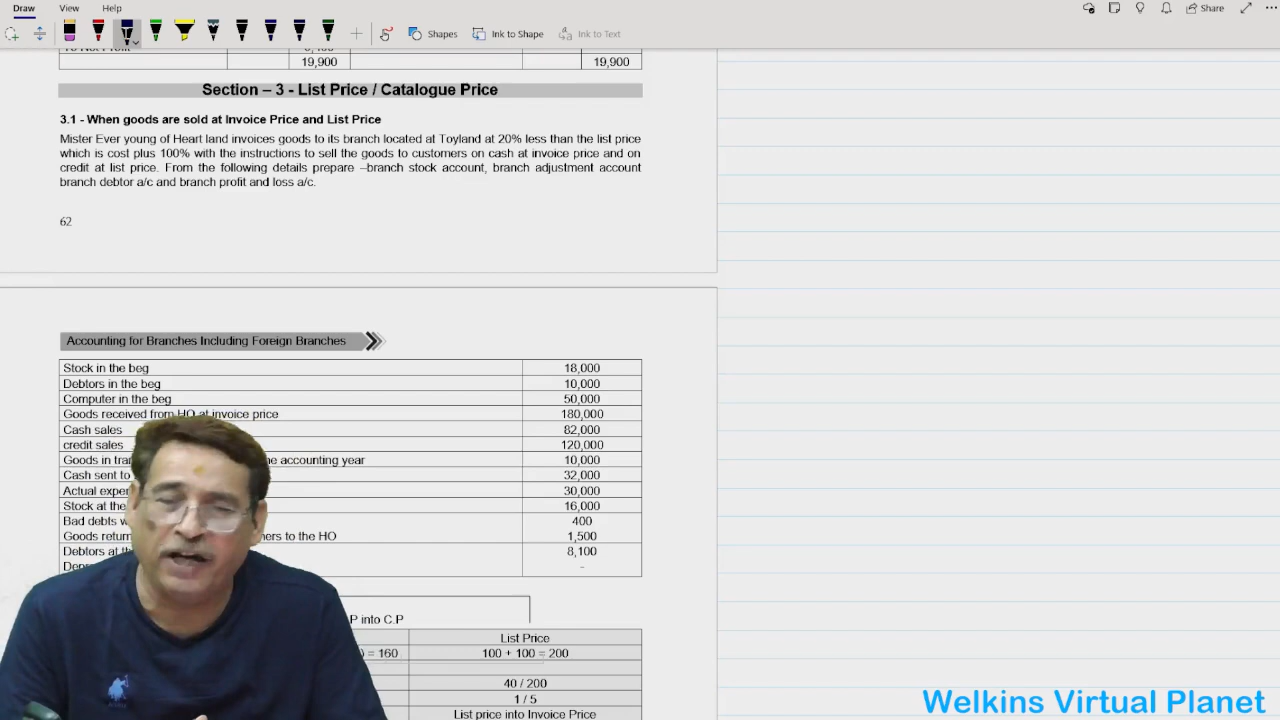 Draw View Help Share
Shapes Ink to Shape Ink to Text
19,900 19,900
Section – 3 - List Price / Catalogue Price
3.1 - When goods are sold at Invoice Price and List Price
Mister Ever young of Heart land invoices goods to its branch located at Toyland at 20% less than the list price
which is cost plus 100% with the instructions to sell the goods to customers on cash at invoice price and on
credit at list price. From the following details prepare –branch stock account, branch adjustment account
branch debtor a/c and branch profit and loss a/c.
62
Accounting for Branches Including Foreign Branches
Stock in the beg 18,000
Debtors in the beg 10,000
Computer in the beg 50,000
Goods received from HO at invoice price 180,000
Cash sales 82,000
credit sales 120,000
Goods in accounting year 10,000
Cash sent to 32,000
Actual 30,000
Stock at the 16,000
Bad debts 400
Goods to the HO 1,500
Debtors at 8,100
-
P into C.P
List Price
= 160 100 + 100 = 200
40 / 200
1 / 5
List price into Invoice Price
Welkins Virtual Planet